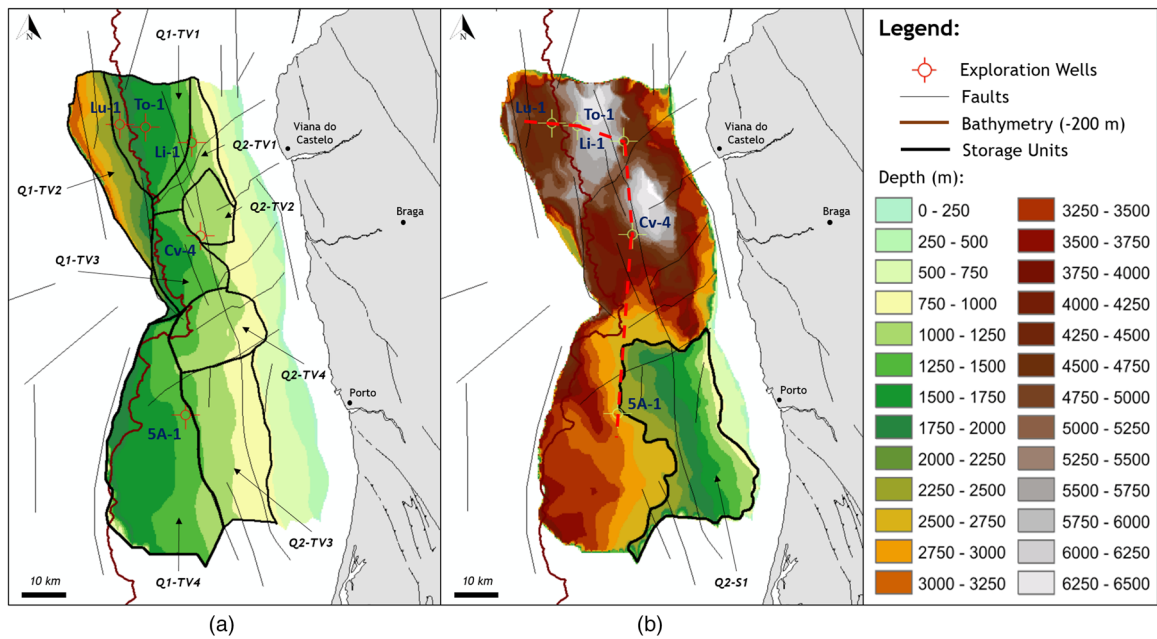 N
Q1-TV1
Lu-1
To-1
Li-1
Viana do
Castelo
Q2-TV1
Q1-TV2
Q2-TV2
Braga
Cv-4
Q1-TV3
Q2-TV4
Porto
5A-1
Q2-TV3
10 km
Q1-TV4
(a)
N
Lu-1
To-1
Li-1
Viana do
Castelo
Braga
Cv-4
Porto
5A-1
10 km
Q2-S1
(b)
Legend:
Exploration Wells
Faults
Bathymetry (-200 m)
Storage Units
Depth (m):
0 - 250
250 - 500
500 - 750
750 - 1000
1000 - 1250
1250 - 1500
1500 - 1750
1750 - 2000
2000 - 2250
2250 - 2500
2500 - 2750
2750 - 3000
3000 - 3250
3250 - 3500
3500 - 3750
3750 - 4000
4000 - 4250
4250 - 4500
4500 - 4750
4750 - 5000
5000 - 5250
5250 - 5500
5500 - 5750
5750 - 6000
6000 - 6250
6250 - 6500